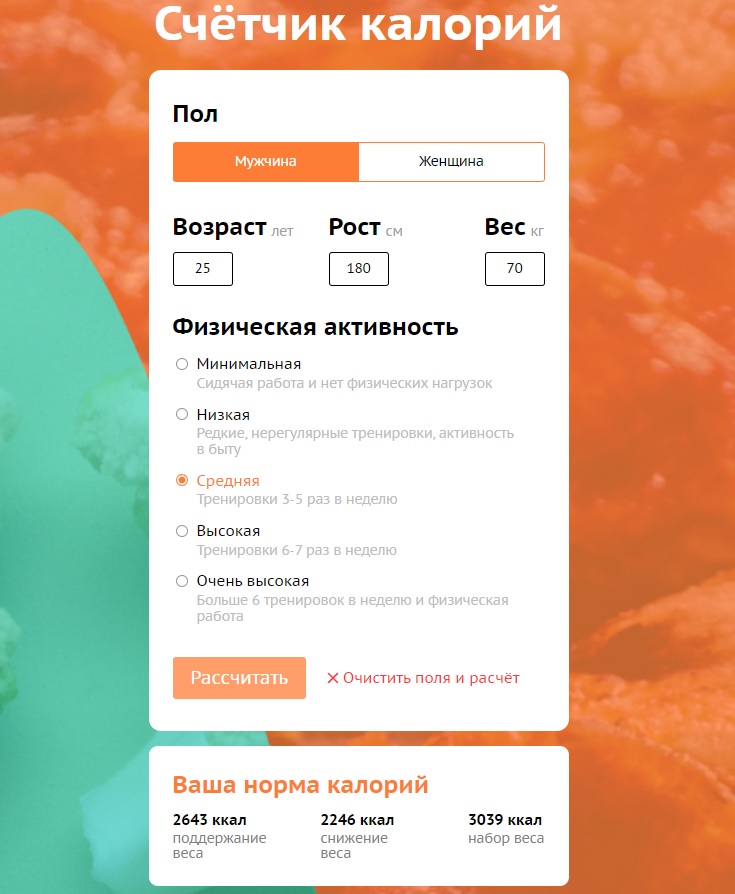 Счётчик калорий
Пол
Мужчина Женщина
Возраст лет Рост см Вес кг
25 180 70
Физическая активность
Минимальная
Сидячая работа и нет физических нагрузок
Низкая
Редкие, нерегулярные тренировки, активность
в быту
Средняя
Тренировки 3-5 раз в неделю
Высокая
Тренировки 6-7 раз в неделю
Очень высокая
Больше 6 тренировок в неделю и физическая
работа
Рассчитать Очистить поля и расчёт
Ваша норма калорий
2643 ккал 2246 ккал 3039 ккал
поддержание снижение набор веса
веса веса